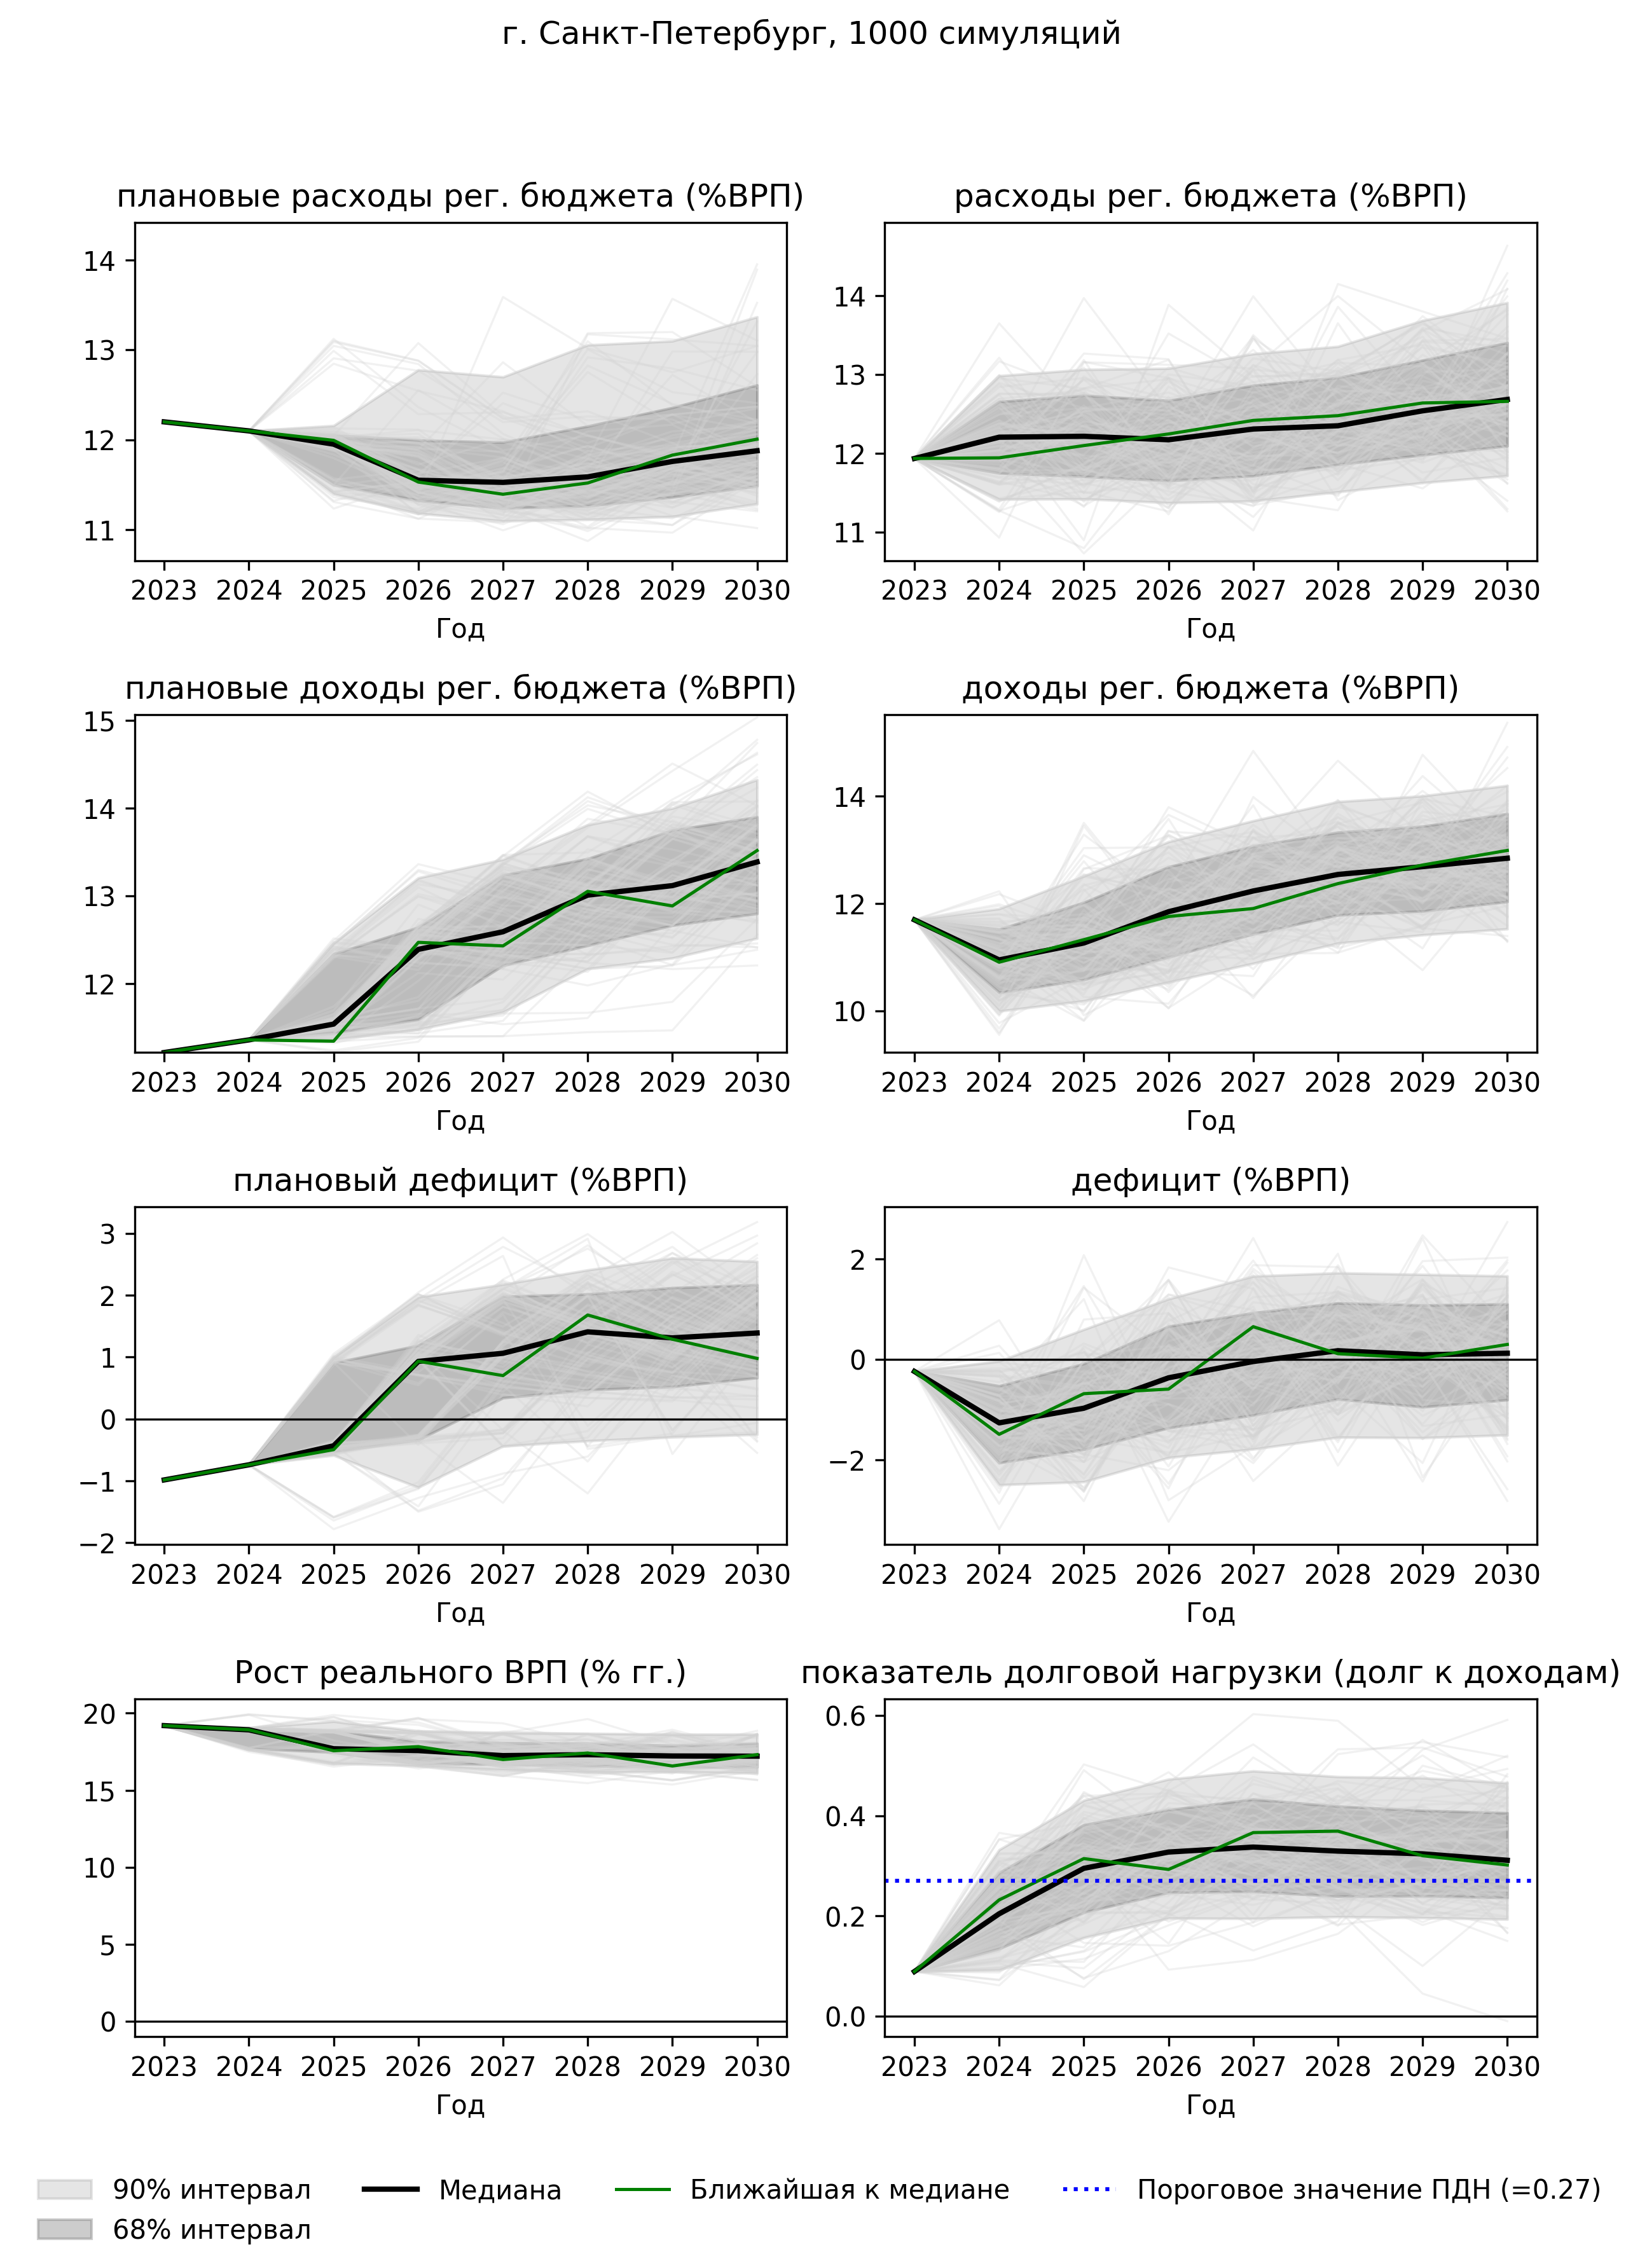 г. Санкт-Петербург, 1000 симуляций
плановые расходы рег. бюджета (%ВРП)
14
13
12
11
2023 2024 2025 2026 2027 2028 2029 2030
Год
расходы рег. бюджета (%ВРП)
14
13
12
11
2023 2024 2025 2026 2027 2028 2029 2030
Год
плановые доходы рег. бюджета (%ВРП)
15
14
13
12
2023 2024 2025 2026 2027 2028 2029 2030
Год
доходы рег. бюджета (%ВРП)
14
12
10
2023 2024 2025 2026 2027 2028 2029 2030
Год
плановый дефицит (%ВРП)
3
2
1
0
−1
−2
2023 2024 2025 2026 2027 2028 2029 2030
Год
дефицит (%ВРП)
2
0
−2
2023 2024 2025 2026 2027 2028 2029 2030
Год
Рост реального ВРП (% гг.)
20
15
10
5
0
2023 2024 2025 2026 2027 2028 2029 2030
Год
показатель долговой нагрузки (долг к доходам)
0.6
0.4
0.2
0.0
2023 2024 2025 2026 2027 2028 2029 2030
Год
90% интервал
68% интервал
Медиана
Ближайшая к медиане
Пороговое значение ПДН (=0.27)